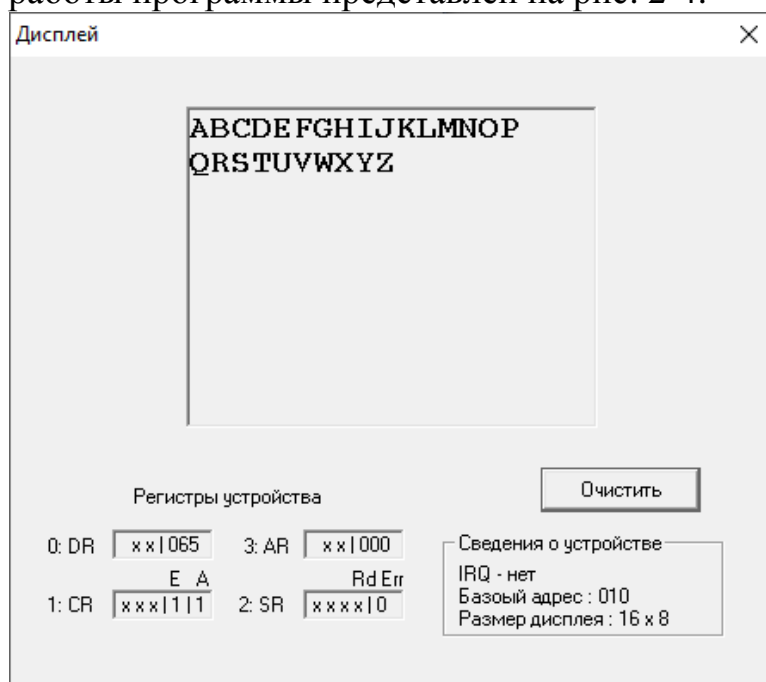 работы программы представлен на рис. 2-4.
Дисплей
ABCDEFGHIJKLMNOP
QRSTUVWXYZ
Очистить
Регистры устройства
0: DR xx|065 3: AR xx|000
E A Rd Err
1: CR xxx|1|1 2: SR xxxx|0
Сведения о устройстве
IRQ - нет
Базоый адрес : 010
Размер дисплея : 16 x 8